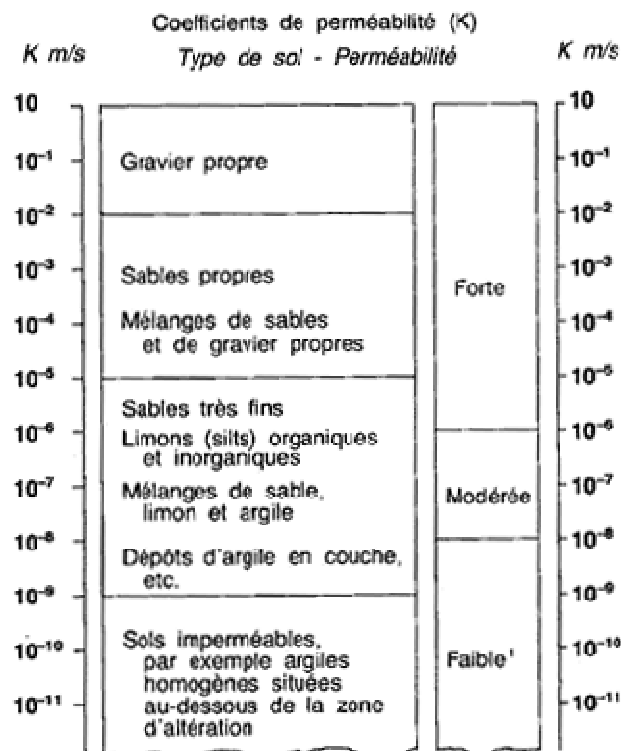 Coefficients de perméabilité (K)
K m/s
Type de sol - Perméabilité
K m/s
10
10⁻¹
10⁻²
10⁻³
10⁻⁴
10⁻⁵
10⁻⁶
10⁻⁷
10⁻⁸
10⁻⁹
10⁻¹⁰
10⁻¹¹
Gravier propre
Sables propres
Mélanges de sables
et de gravier propres
Sables très fins
Limons (silts) organiques
et inorganiques
Mélanges de sable,
limon et argile
Dépôts d'argile en couche,
etc.
Sols imperméables,
par exemple argiles
homogènes situées
au-dessous de la zone
d'altération
Forte
Modérée
Faible¹
10
10⁻¹
10⁻²
10⁻³
10⁻⁴
10⁻⁵
10⁻⁶
10⁻⁷
10⁻⁸
10⁻⁹
10⁻¹⁰
10⁻¹¹